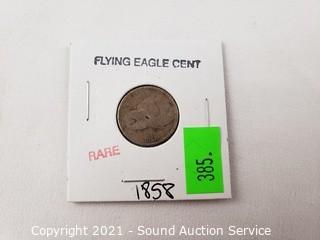 FLYING EAGLE CENT
RARE
385.
1858
Copyright 2021 - Sound Auction Service